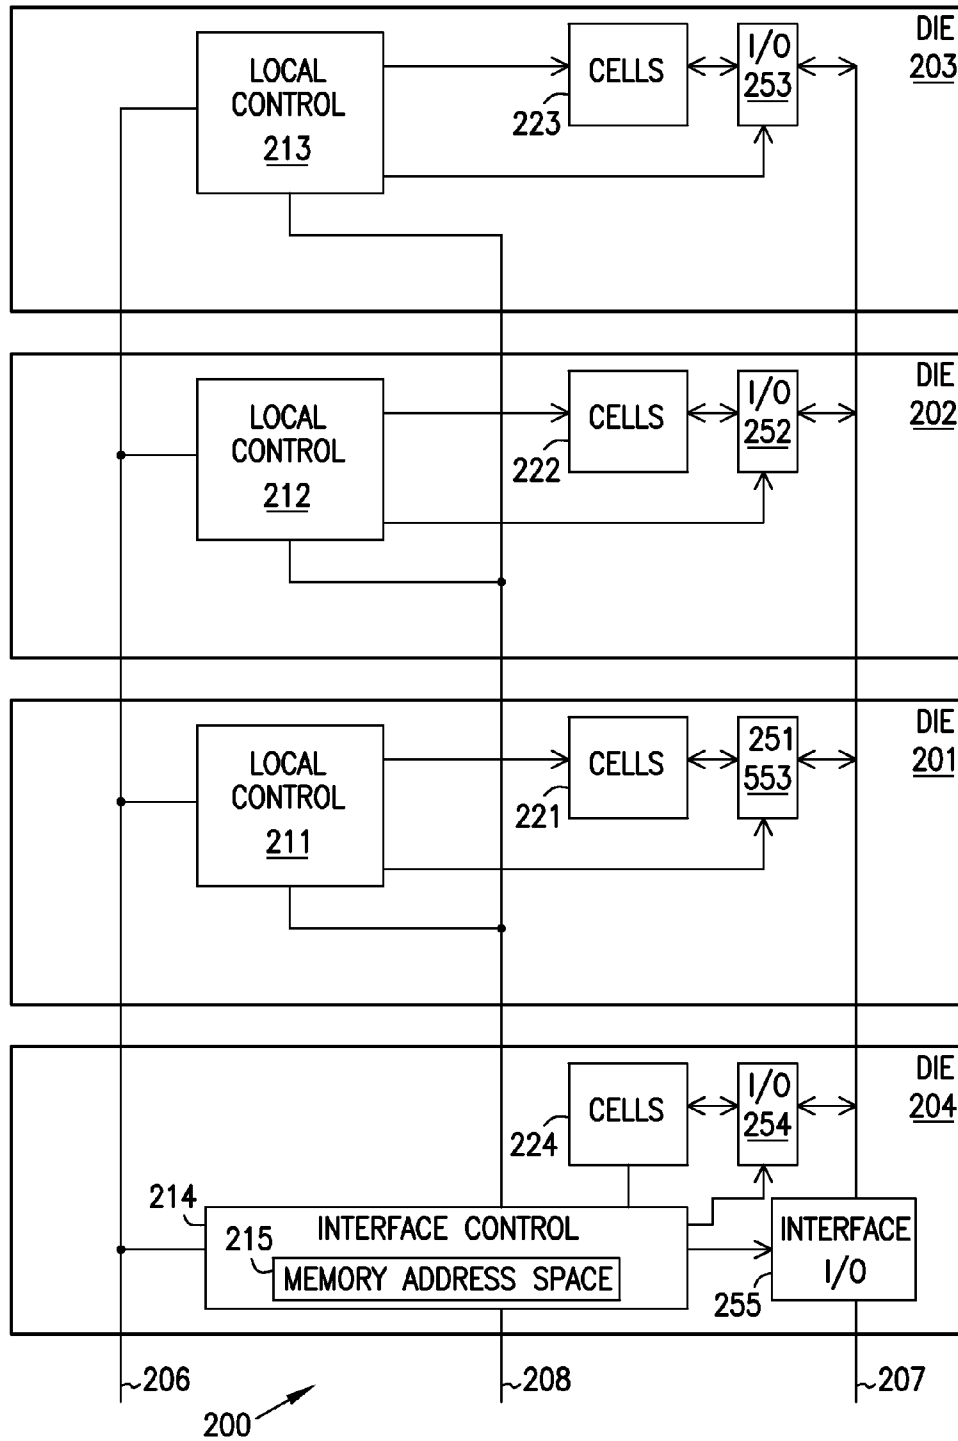 DIE
203
LOCAL
CONTROL
213
CELLS
223
I/O
253
DIE
202
LOCAL
CONTROL
212
CELLS
222
I/O
252
DIE
201
LOCAL
CONTROL
211
CELLS
221
251
553
DIE
204
CELLS
224
I/O
254
214
INTERFACE CONTROL
215
MEMORY ADDRESS SPACE
INTERFACE
I/O
255
206
208
207
200